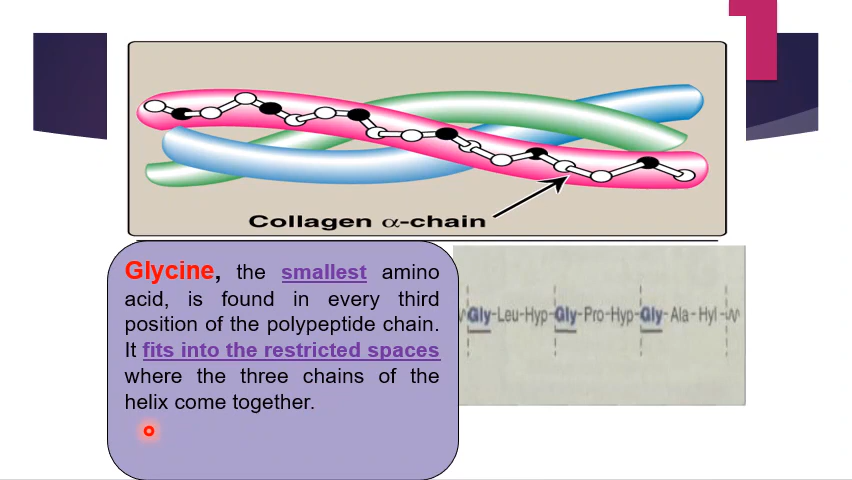 Collagen α-chain
Glycine, the smallest amino
acid, is found in every third
position of the polypeptide chain.
It fits into the restricted spaces
where the three chains of the
helix come together.
Gly-Leu-Hyp-Gly-Pro-Hyp-Gly-Ala-Hyl